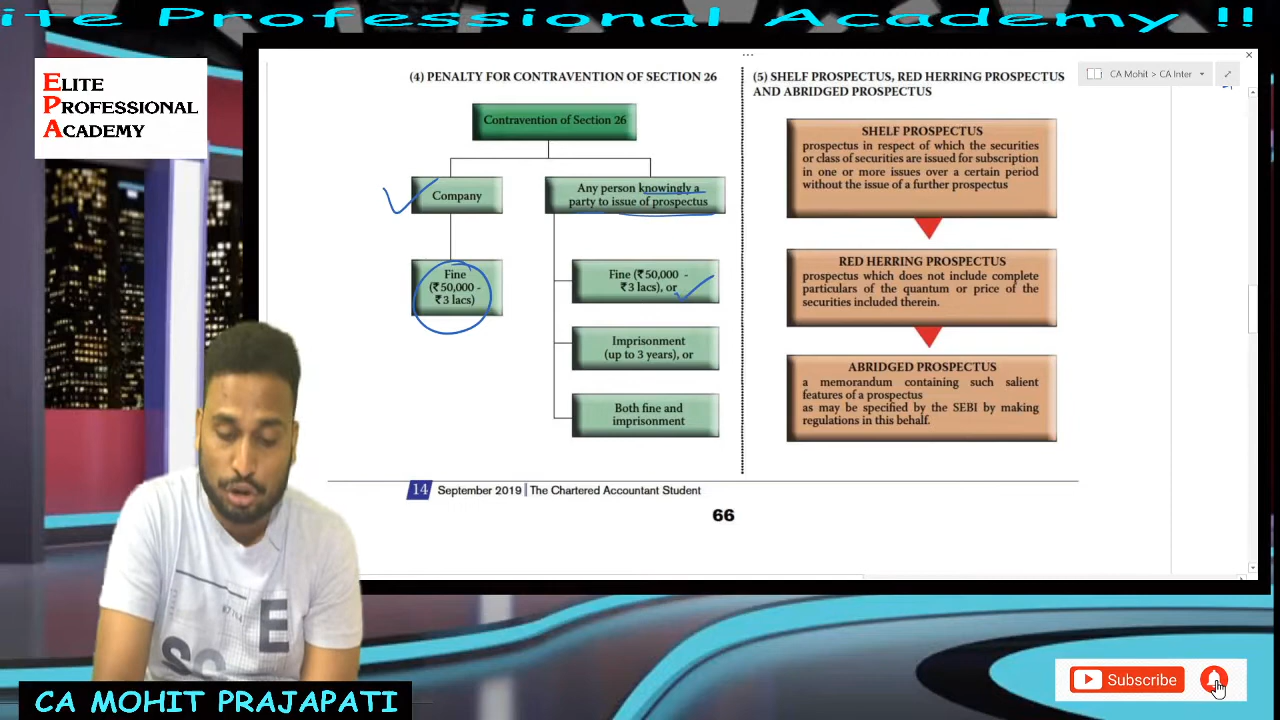 ite Professional Academy !!
ELITE
PROFESSIONAL
ACADEMY
CA Mohit > CA Inter
(4) PENALTY FOR CONTRAVENTION OF SECTION 26
Contravention of Section 26
Company
Any person knowingly a
party to issue of prospectus
Fine
(₹50,000 -
₹3 lacs)
Fine (₹50,000 -
₹3 lacs), or
Imprisonment
(up to 3 years), or
Both fine and
imprisonment
(5) SHELF PROSPECTUS, RED HERRING PROSPECTUS
AND ABRIDGED PROSPECTUS
SHELF PROSPECTUS
prospectus in respect of which the securities
or class of securities are issued for subscription
in one or more issues over a certain period
without the issue of a further prospectus
RED HERRING PROSPECTUS
prospectus which does not include complete
particulars of the quantum or price of the
securities included therein.
ABRIDGED PROSPECTUS
a memorandum containing such salient
features of a prospectus
as may be specified by the SEBI by making
regulations in this behalf.
14 September 2019 | The Chartered Accountant Student
66
CA MOHIT PRAJAPATI
Subscribe